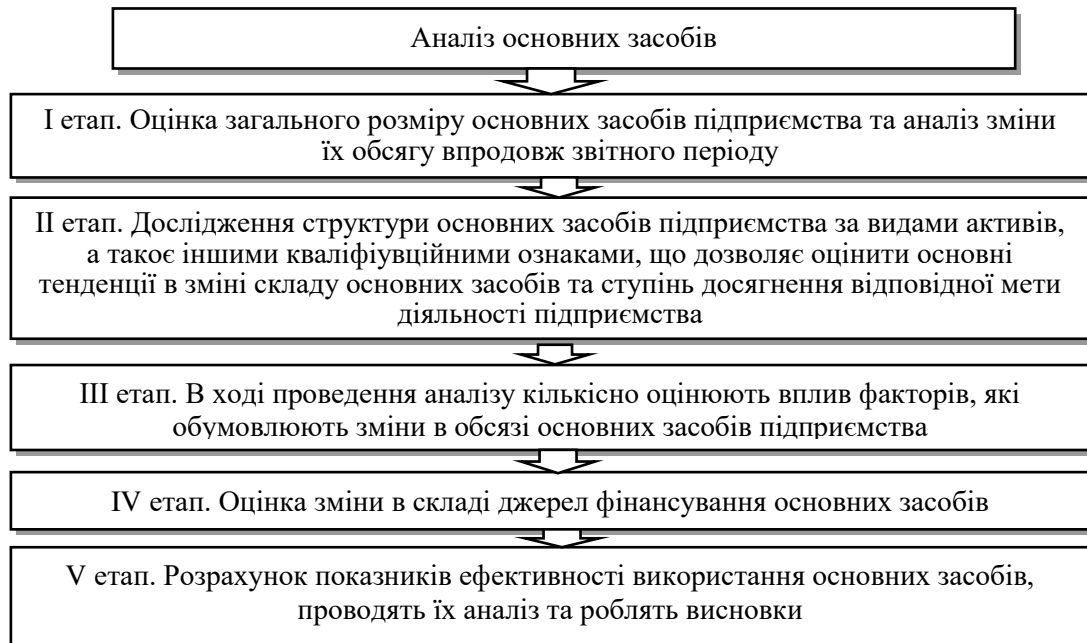 Аналіз основних засобів
І етап. Оцінка загального розміру основних засобів підприємства та аналіз зміни
їх обсягу впродовж звітного періоду
ІІ етап. Дослідження структури основних засобів підприємства за видами активів,
а такоє іншими кваліфіувційними ознаками, що дозволяє оцінити основні
тенденції в зміні складу основних засобів та ступінь досягнення відповідної мети
діяльності підприємства
ІІІ етап. В ході проведення аналізу кількісно оцінюють вплив факторів, які
обумовлюють зміни в обсязі основних засобів підприємства
IV етап. Оцінка зміни в складі джерел фінансування основних засобів
V етап. Розрахунок показників ефективності використання основних засобів,
проводять їх аналіз та роблять висновки